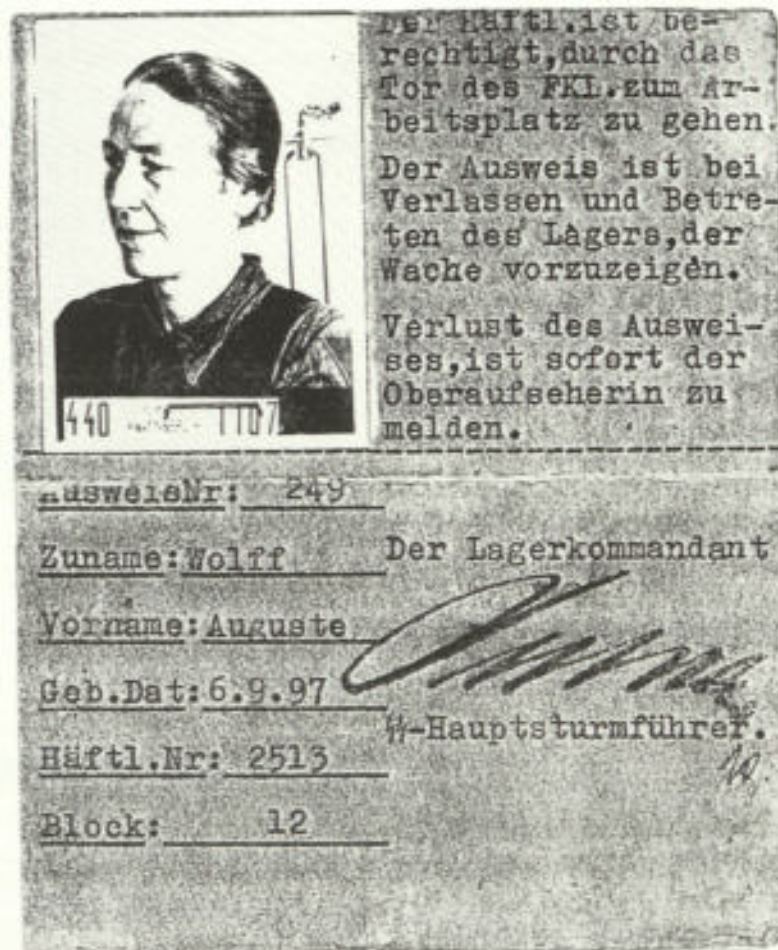 Der Häftl.ist be-
rechtigt,durch das
Tor des FKL.zum Ar-
beitsplatz zu gehen.
Der Ausweis ist bei
Verlassen und Betre-
ten des Lagers,der
Wache vorzuzeigen.
Verlust des Auswei-
ses,ist sofort der
Oberaufseherin zu
melden.
440 1107
AusweisNr: 249
Zuname:Wolff
Vorname:Auguste
Geb.Dat:6.9.97
Häftl.Nr: 2513
Block: 12
Der Lagerkommandant
ᛋᛋ-Hauptsturmführer.